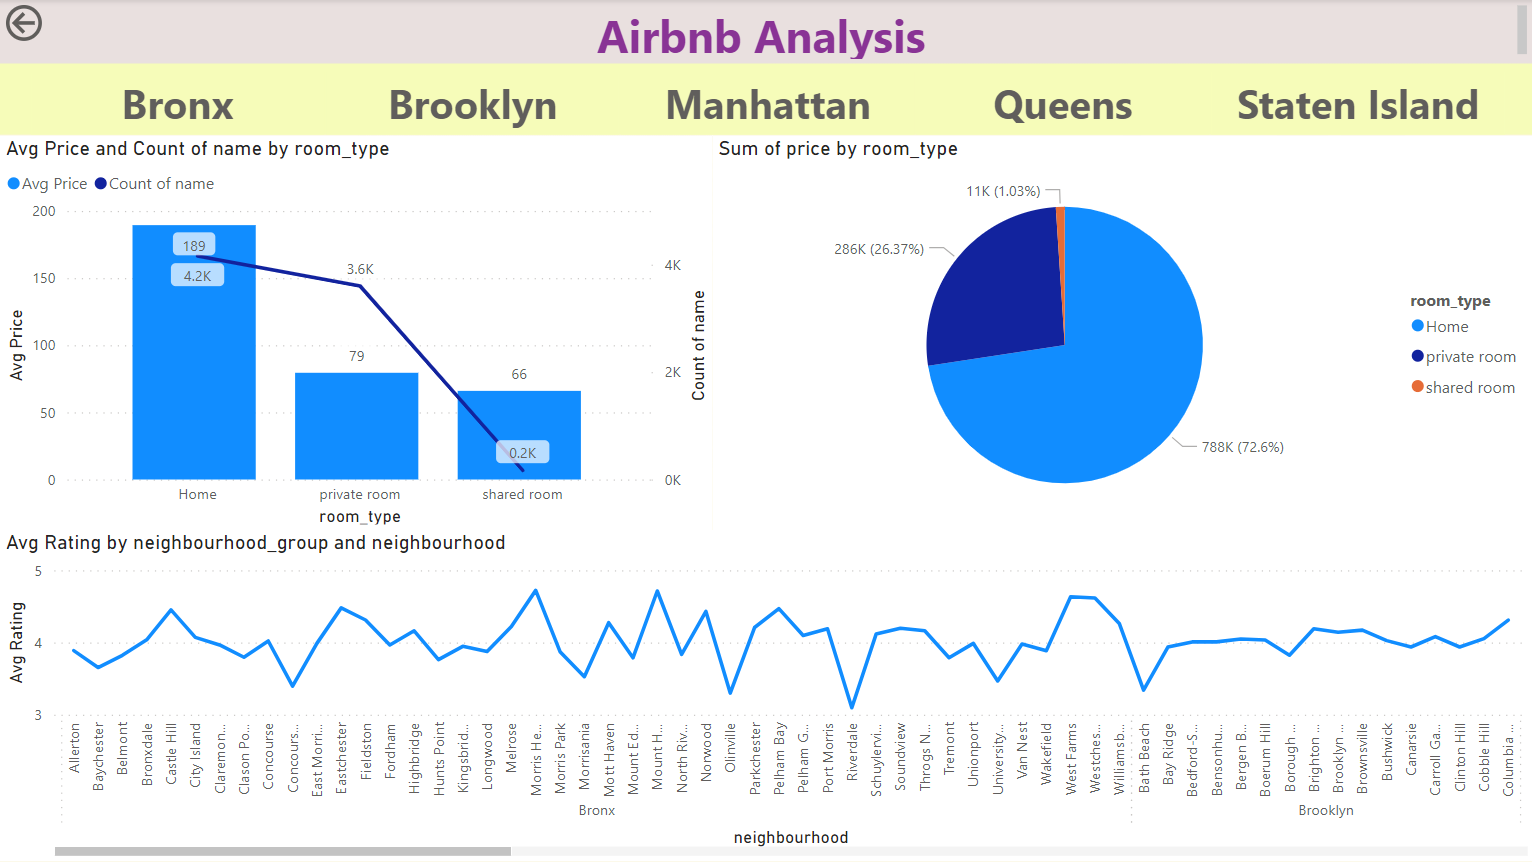 Airbnb Analysis
Bronx Brooklyn Manhattan Queens Staten Island
Avg Price and Count of name by room_type
Avg Price Count of name
200
150
100
50
0
Avg Price
189
4.2K
3.6K
79
66
0.2K
4K
2K
0K
Count of name
Home private room shared room
room_type
Sum of price by room_type
11K (1.03%)
286K (26.37%)
788K (72.6%)
room_type
Home
private room
shared room
Avg Rating by neighbourhood_group and neighbourhood
5
4
3
Avg Rating
Allerton
Baychester
Belmont
Bronxdale
Castle Hill
City Island
Claremon...
Clason Po...
Concourse
Concours...
East Morri...
Eastchester
Fieldston
Fordham
Highbridge
Hunts Point
Kingsbrid...
Longwood
Melrose
Morris He...
Morris Park
Morrisania
Mott Haven
Mount Ed...
Mount H...
North Riv...
Norwood
Olinville
Parkchester
Pelham Bay
Pelham G...
Port Morris
Riverdale
Schuylervi...
Soundview
Throgs N...
Tremont
Unionport
University...
Van Nest
Wakefield
West Farms
Westches...
Williamsb...
Bath Beach
Bay Ridge
Bedford-S...
Bensonhu...
Bergen B...
Boerum Hill
Borough ...
Brighton ...
Brooklyn ...
Brownsville
Bushwick
Canarsie
Carroll Ga...
Clinton Hill
Cobble Hill
Columbia ...
Bronx Brooklyn
neighbourhood